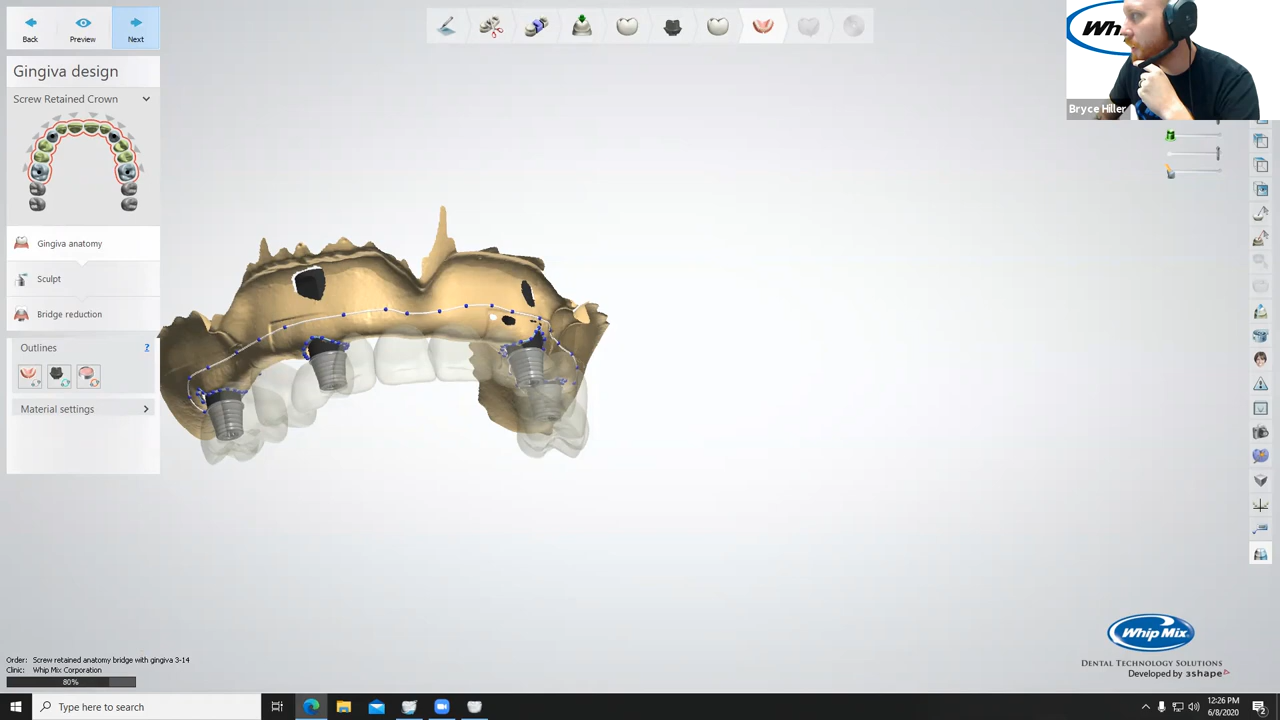 Back
Preview
Next
Gingiva design
Screw Retained Crown
Gingiva anatomy
Sculpt
Bridge reduction
Outlines
?
Material settings
Order: Screw retained anatomy bridge with gingiva 3-14
Clinic: Whip Mix Corporation
80%
Wh
Bryce Hiller
Whip Mix
DENTAL TECHNOLOGY SOLUTIONS
Developed by 3shape
Type here to search
12:26 PM
6/8/2020
2